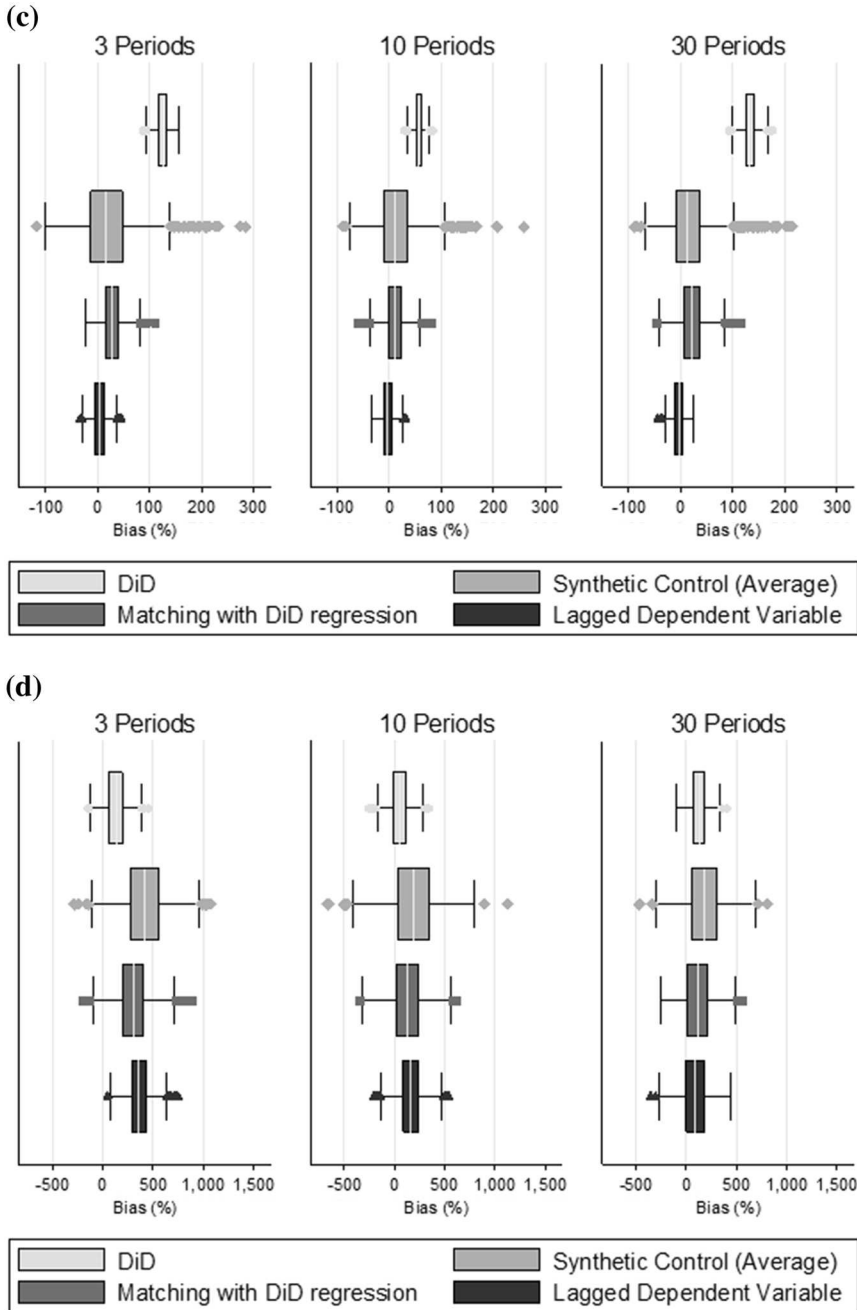 (c)
3 Periods 10 Periods 30 Periods
-100 0 100 200 300 -100 0 100 200 300 -100 0 100 200 300
Bias (%) Bias (%) Bias (%)
DiD Synthetic Control (Average)
Matching with DiD regression Lagged Dependent Variable
(d)
3 Periods 10 Periods 30 Periods
-500 0 500 1,000 1,500 -500 0 500 1,000 1,500 -500 0 500 1,000 1,500
Bias (%) Bias (%) Bias (%)
DiD Synthetic Control (Average)
Matching with DiD regression Lagged Dependent Variable